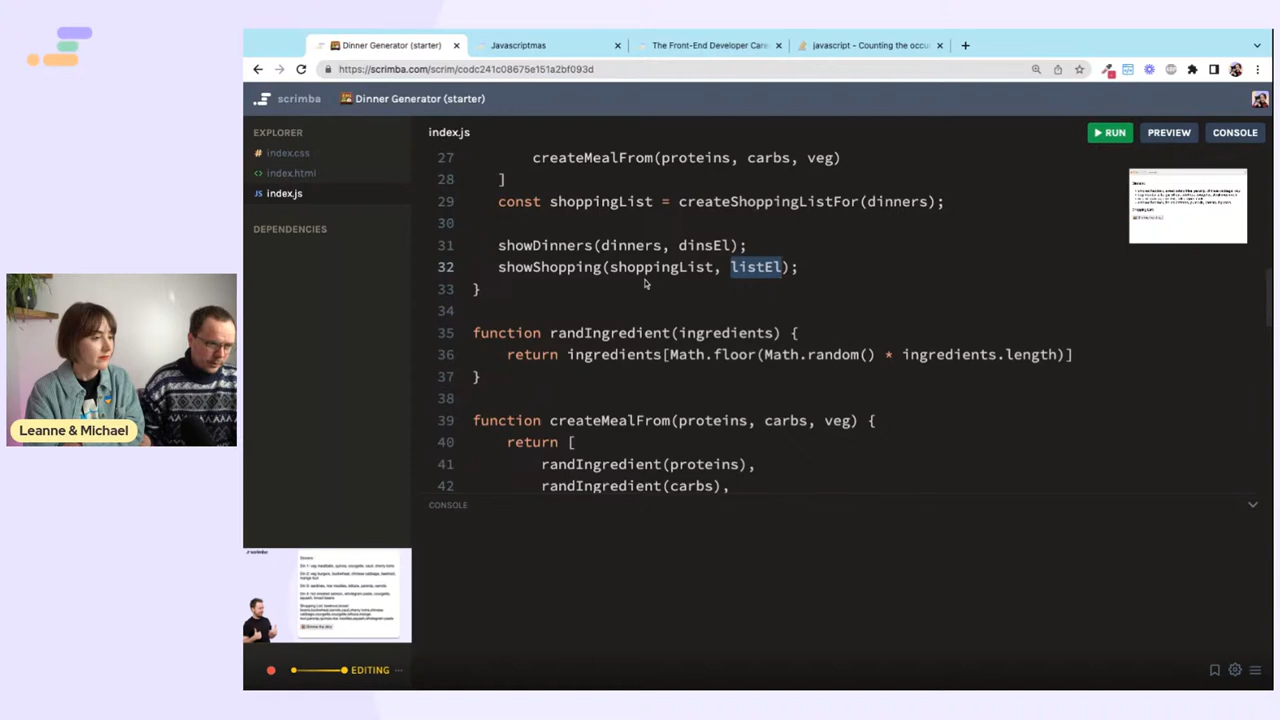 Dinner Generator (starter)
Javascriptmas
The Front-End Developer Care
javascript - Counting the occu
https://scrimba.com/scrim/codc241c08675e151a2bf093d
scrimba
Dinner Generator (starter)
EXPLORER
index.css
index.html
JS index.js
DEPENDENCIES
index.js
RUN
PREVIEW
CONSOLE
27 createMealFrom(proteins, carbs, veg)
28 ]
29 const shoppingList = createShoppingListFor(dinners);
30
31 showDinners(dinners, dinsEl);
32 showShopping(shoppingList, listEl);
33 }
34
35 function randIngredient(ingredients) {
36 return ingredients[Math.floor(Math.random() * ingredients.length)]
37 }
38
39 function createMealFrom(proteins, carbs, veg) {
40 return [
41 randIngredient(proteins),
42 randIngredient(carbs),
CONSOLE
Leanne & Michael
scrimba
EDITING